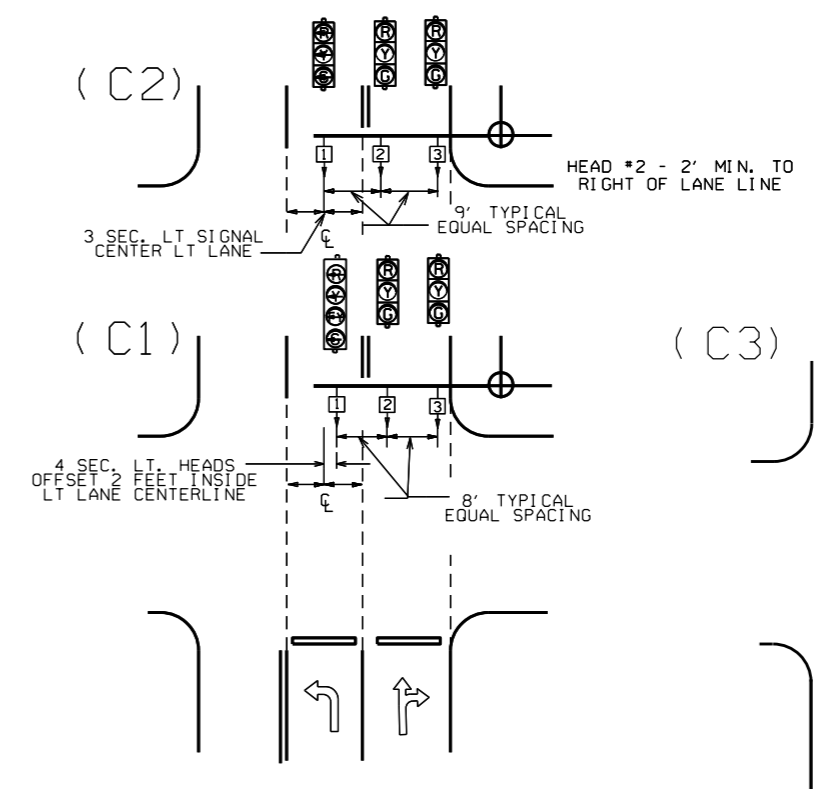 R R R
Y Y Y
G G G
( C2 )
1 2 3
HEAD #2 - 2' MIN. TO
RIGHT OF LANE LINE
9' TYPICAL
EQUAL SPACING
3 SEC. LT SIGNAL
CENTER LT LANE
℄
R R R
Y Y Y
FY G G
G
( C1 )
( C3 )
1 2 3
4 SEC. LT. HEADS
OFFSET 2 FEET INSIDE
LT LANE CENTERLINE
℄
8' TYPICAL
EQUAL SPACING